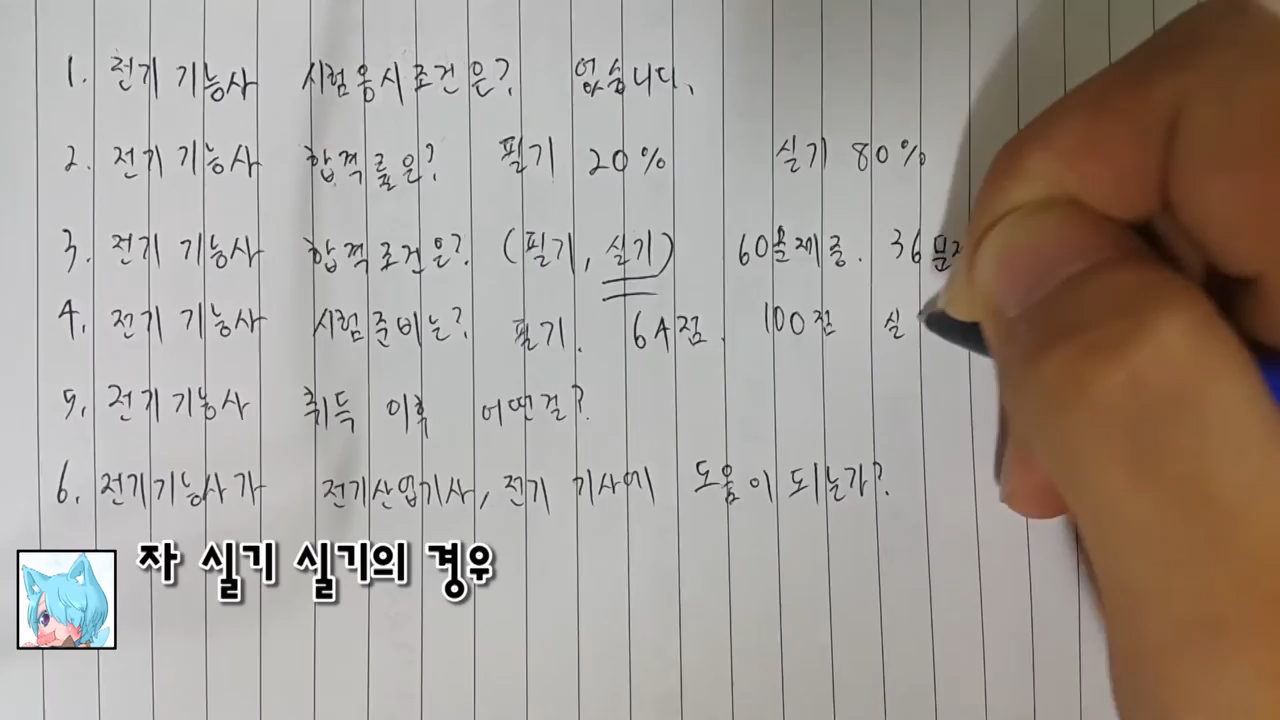 1. 전기 기능사 시험응시조건은? 없습니다.
2. 전기 기능사 합격률은? 필기 20% 실기 80%
3. 전기 기능사 합격조건은? (필기, 실기) 60문제중. 36문제
4. 전기 기능사 시험준비는? 필기. 64점. 100점 실
5. 전기기능사 취득 이후 어떤걸?
6. 전기기능사가 전기산업기사, 전기 기사에 도움이 되는가?
자 실기 실기의 경우